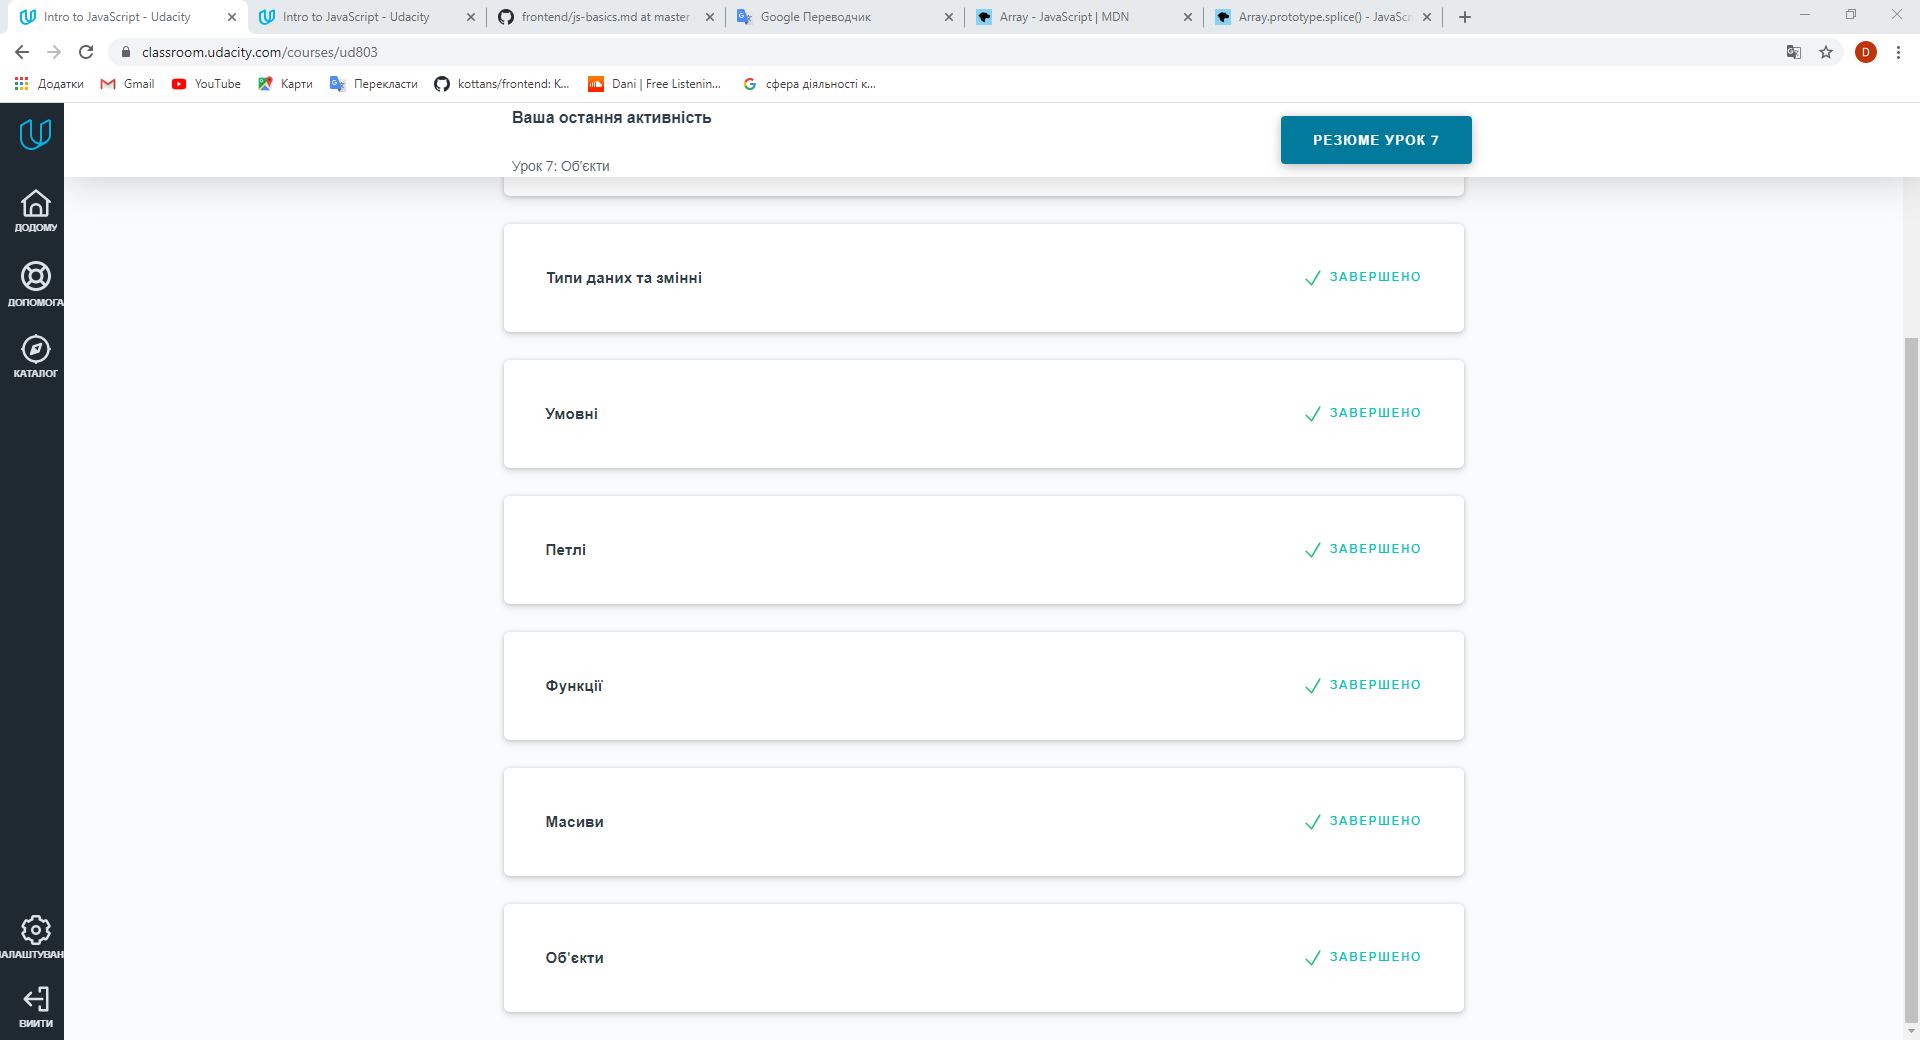 Intro to JavaScript - Udacity
Intro to JavaScript - Udacity
frontend/js-basics.md at master
Google Переводчик
Array - JavaScript | MDN
Array.prototype.splice() - JavaScr
classroom.udacity.com/courses/ud803
D
Додатки
Gmail
YouTube
Карти
Перекласти
kottans/frontend: K...
Dani | Free Listenin...
сфера діяльності к...
Ваша остання активність
РЕЗЮМЕ УРОК 7
Урок 7: Об'єкти
ДОДОМУ
ДОПОМОГА
КАТАЛОГ
Типи даних та змінні
ЗАВЕРШЕНО
Умовні
ЗАВЕРШЕНО
Петлі
ЗАВЕРШЕНО
Функції
ЗАВЕРШЕНО
Масиви
ЗАВЕРШЕНО
Об'єкти
ЗАВЕРШЕНО
АЛАШТУВАН
ВИЙТИ